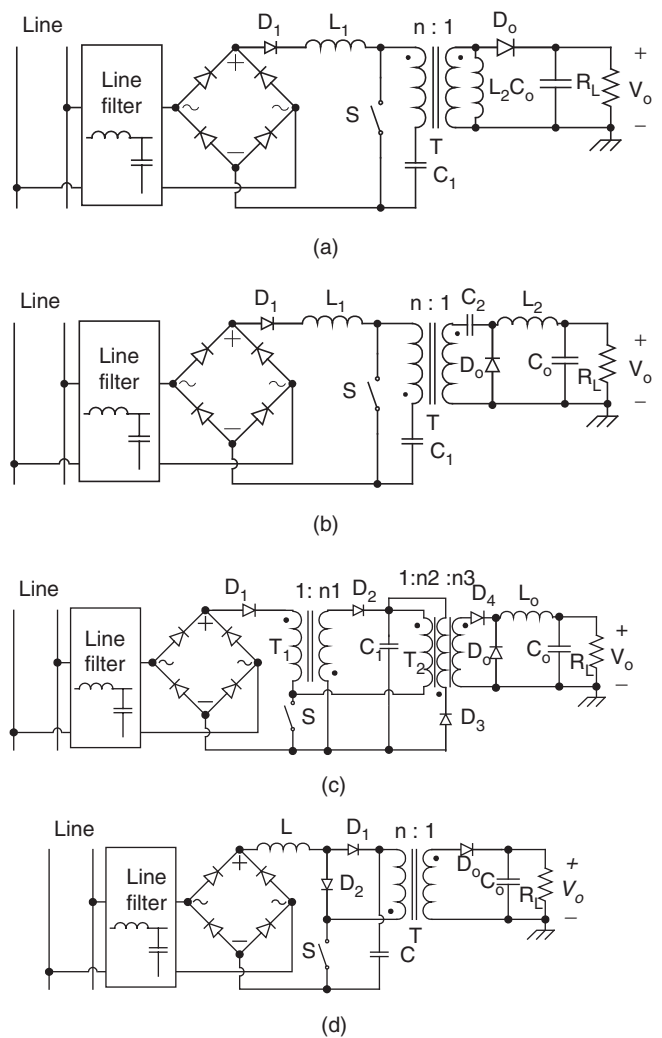 Line
D1 L1 n : 1 Do
Line
filter
+
~ ~
−
S
T
C1
L2 Co RL
+
Vo
−
(a)
Line
D1 L1 n : 1 C2 L2
Line
filter
+
~ ~
−
S
T
C1
Do Co RL
+
Vo
−
(b)
Line
D1 1: n1 D2 1:n2 :n3 D4 Lo
Line
filter
+
~ ~
−
T1
S
C1 T2
D3
Do Co RL
+
Vo
−
(c)
Line
L D1 n : 1
Line
filter
+
~ ~
−
D2
S
C
T
Do Co RL
+
Vo
−
(d)